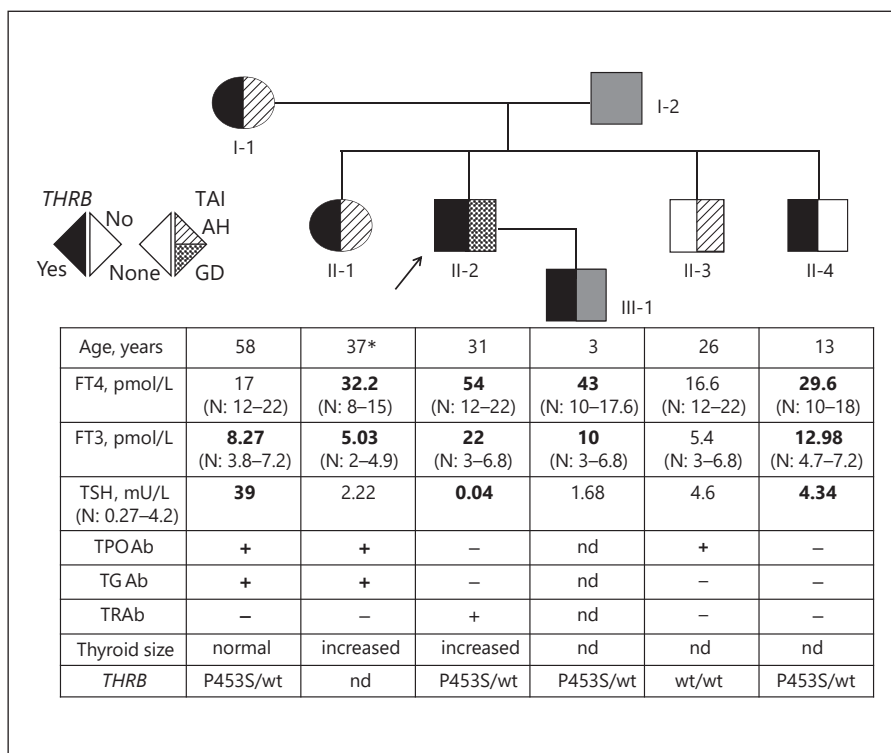 I-1
I-2
THRB
No
Yes
None
TAI
AH
GD
II-1
II-2
II-3
II-4
III-1
Age, years 58 37* 31 3 26 13
FT4, pmol/L 17 32.2 54 43 16.6 29.6
(N: 12–22) (N: 8–15) (N: 12–22) (N: 10–17.6) (N: 12–22) (N: 10–18)
FT3, pmol/L 8.27 5.03 22 10 5.4 12.98
(N: 3.8–7.2) (N: 2–4.9) (N: 3–6.8) (N: 3–6.8) (N: 3–6.8) (N: 4.7–7.2)
TSH, mU/L 39 2.22 0.04 1.68 4.6 4.34
(N: 0.27–4.2)
TPOAb + + – nd + –
TG Ab + + – nd – –
TRAb – – + nd – –
Thyroid size normal increased increased nd nd nd
THRB P453S/wt nd P453S/wt P453S/wt wt/wt P453S/wt